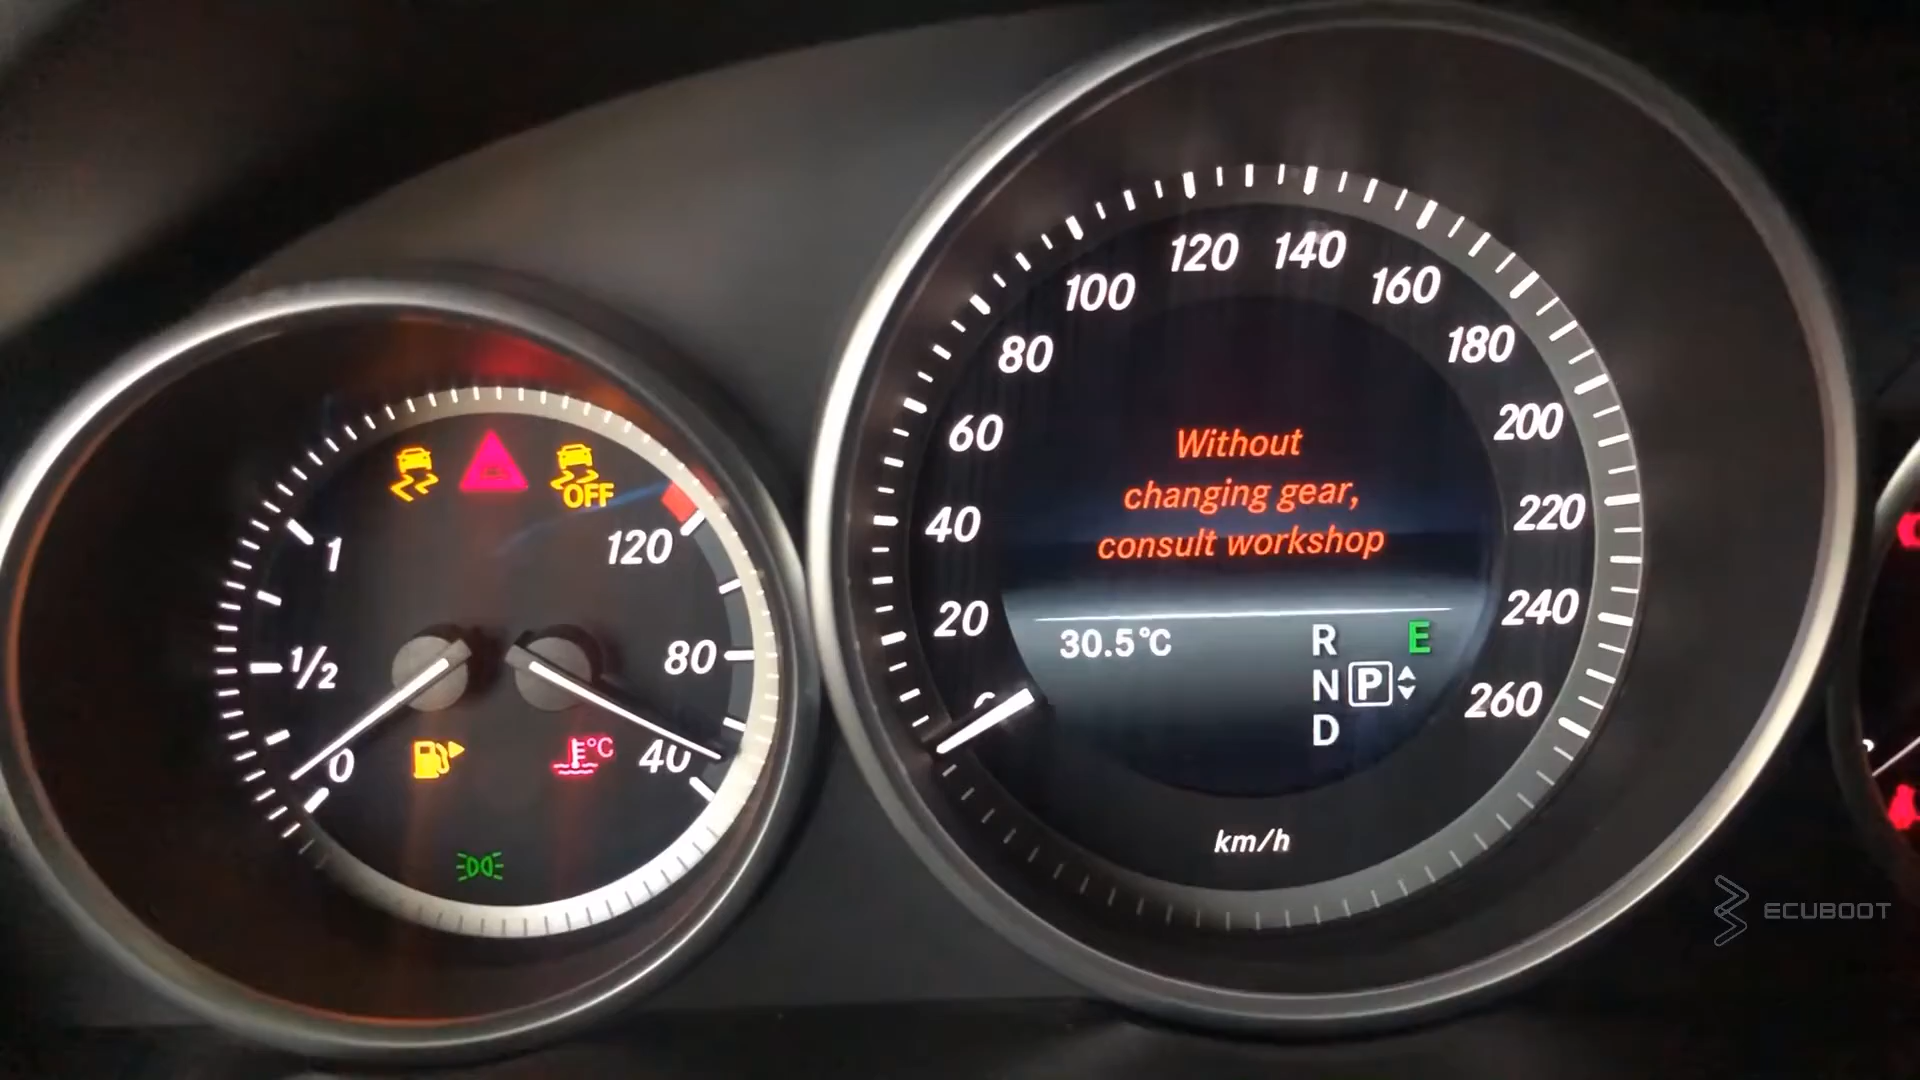 OFF
1
1/2
0
120
80
40
°C
0
20
40
60
80
100
120
140
160
180
200
220
240
260
Without
changing gear,
consult workshop
30.5°C
R E
N P
D
km/h
ECUBOOT